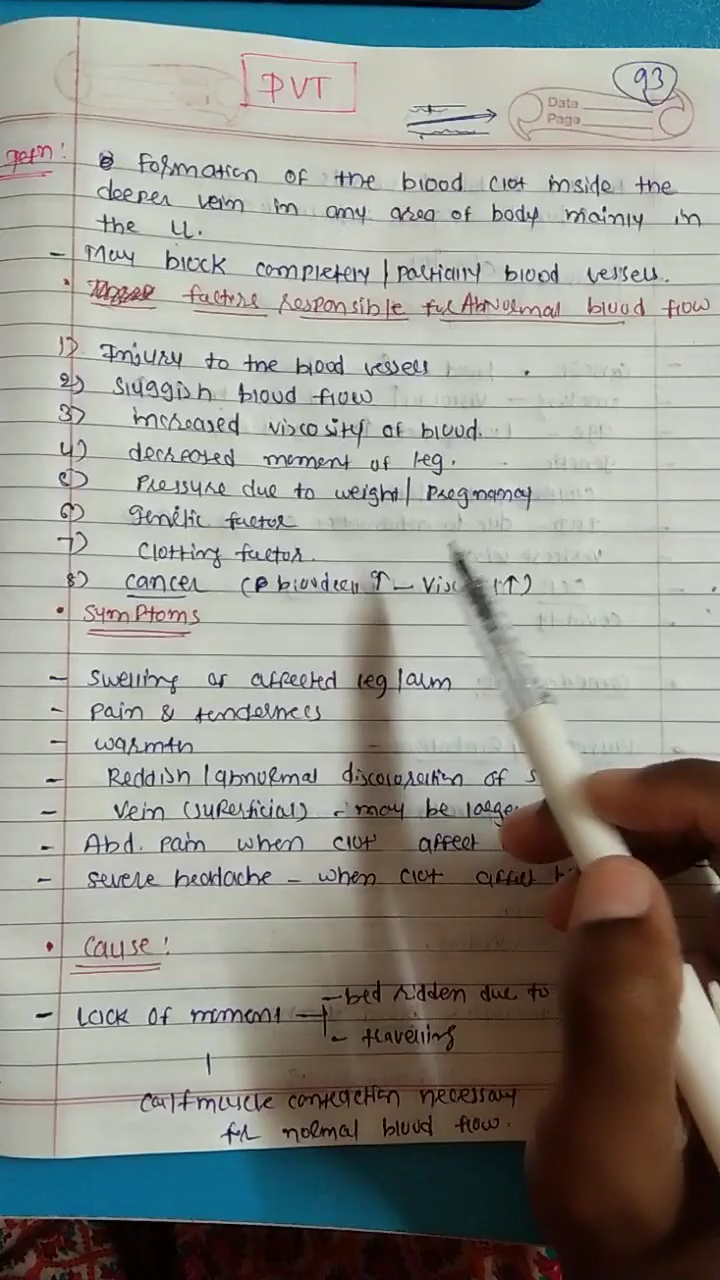 DVT
93
Date
Page
Defn:
Formation of the blood clot inside the
deeper vein in any area of body mainly in
the LL.
- May block completely / partially blood vessels.
• factors responsible for Abnormal blood flow
1) Injury to the blood vessels
2) Sluggish blood flow
3) increased viscosity of blood.
4) decreased moment of leg.
5) Pressure due to weight / Pregnancy
6) genetic factor
7) Clotting factor.
8) cancer ( ↑ - (↑)
• Symptoms
- Swelling of affected leg / arm
- Pain & tenderness
- warmth
- Reddish / abnormal discoloration of
- Vein (superficial) - may be large
- Abd. pain when clot affect
- severe headache - when clot affect
• Cause:
- Lack of moment - bed ridden due to
- travelling
calf muscle contraction necessary
for normal blood flow.